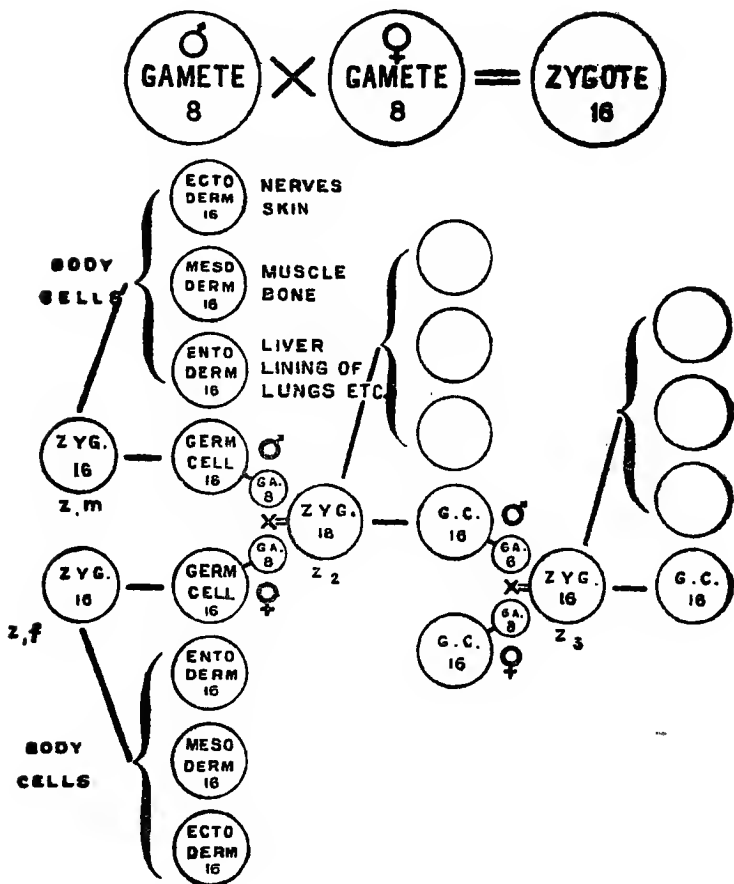 ♂ ♀
GAMETE X GAMETE = ZYGOTE
8 8 16
ECTO
DERM
16
NERVES
SKIN
BODY
CELLS
MESO
DERM
16
MUSCLE
BONE
ENTO
DERM
16
LIVER
LINING OF
LUNGS ETC.
ZYG.
16
z,m
GERM
CELL
16
♂
GA.
8
X=
ZYG.
18
z2
G.C.
16
♂
GA.
6
X=
ZYG.
16
z3
G.C.
16
ZYG.
16
z,f
GERM
CELL
16
GA.
8
♀
G.C.
16
GA.
8
♀
ENTO
DERM
16
BODY
CELLS
MESO
DERM
16
ECTO
DERM
16